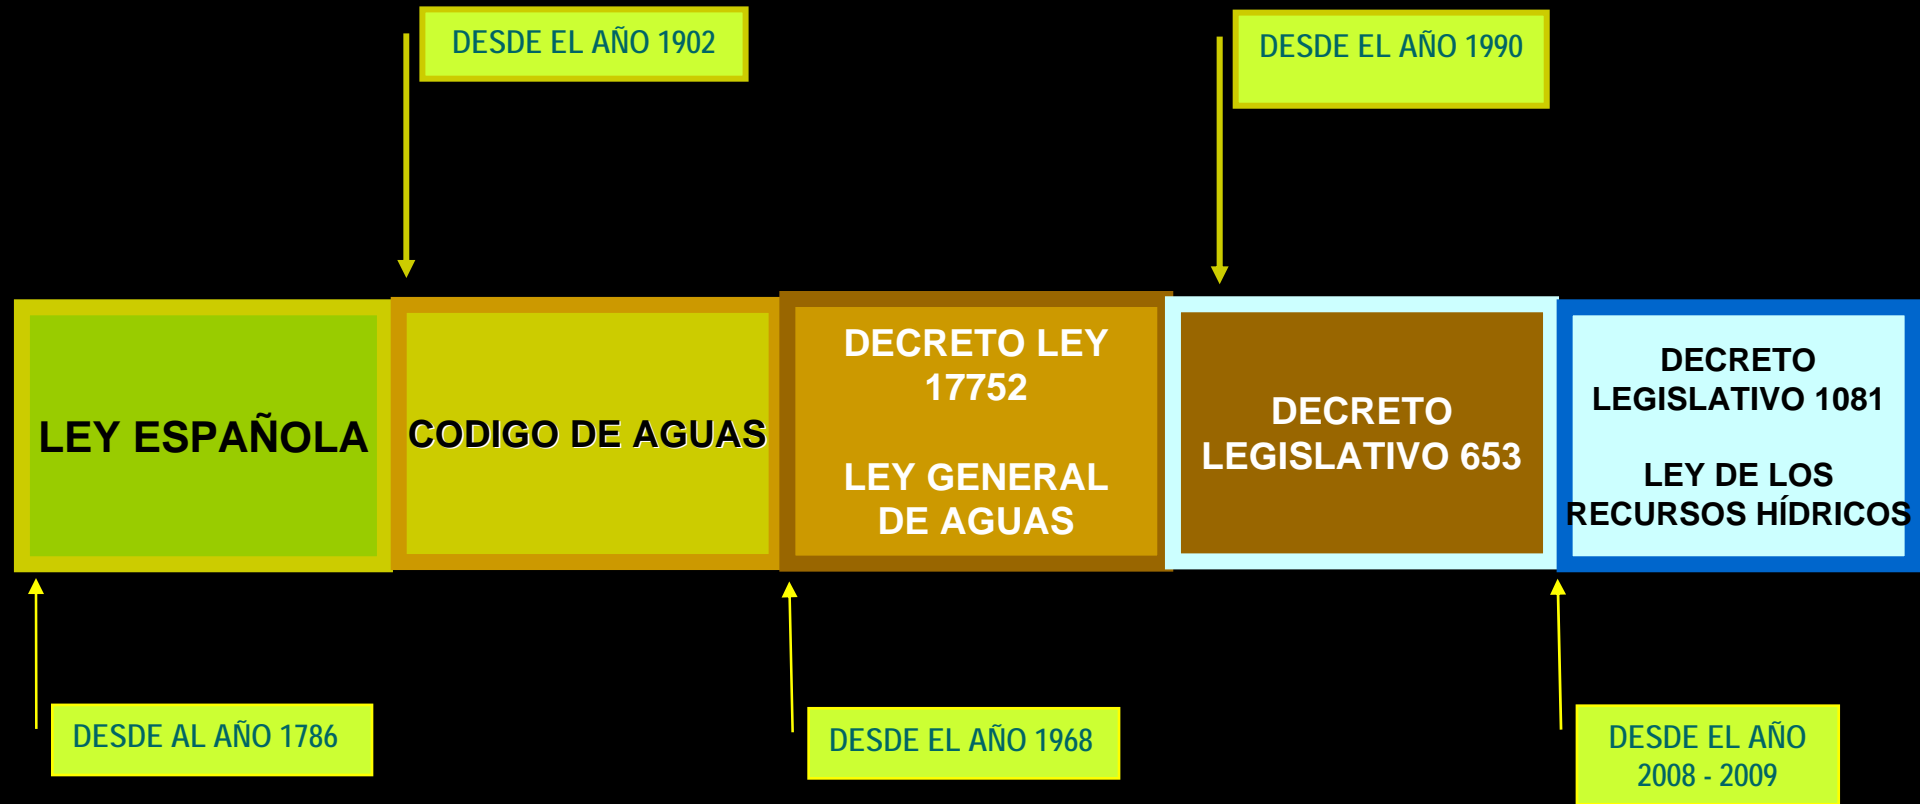 DESDE EL AÑO 1902
DESDE EL AÑO 1990
LEY ESPAÑOLA
CODIGO DE AGUAS
DECRETO LEY
17752
LEY GENERAL
DE AGUAS
DECRETO
LEGISLATIVO 653
DECRETO
LEGISLATIVO 1081
LEY DE LOS
RECURSOS HÍDRICOS
DESDE AL AÑO 1786
DESDE EL AÑO 1968
DESDE EL AÑO
2008 - 2009